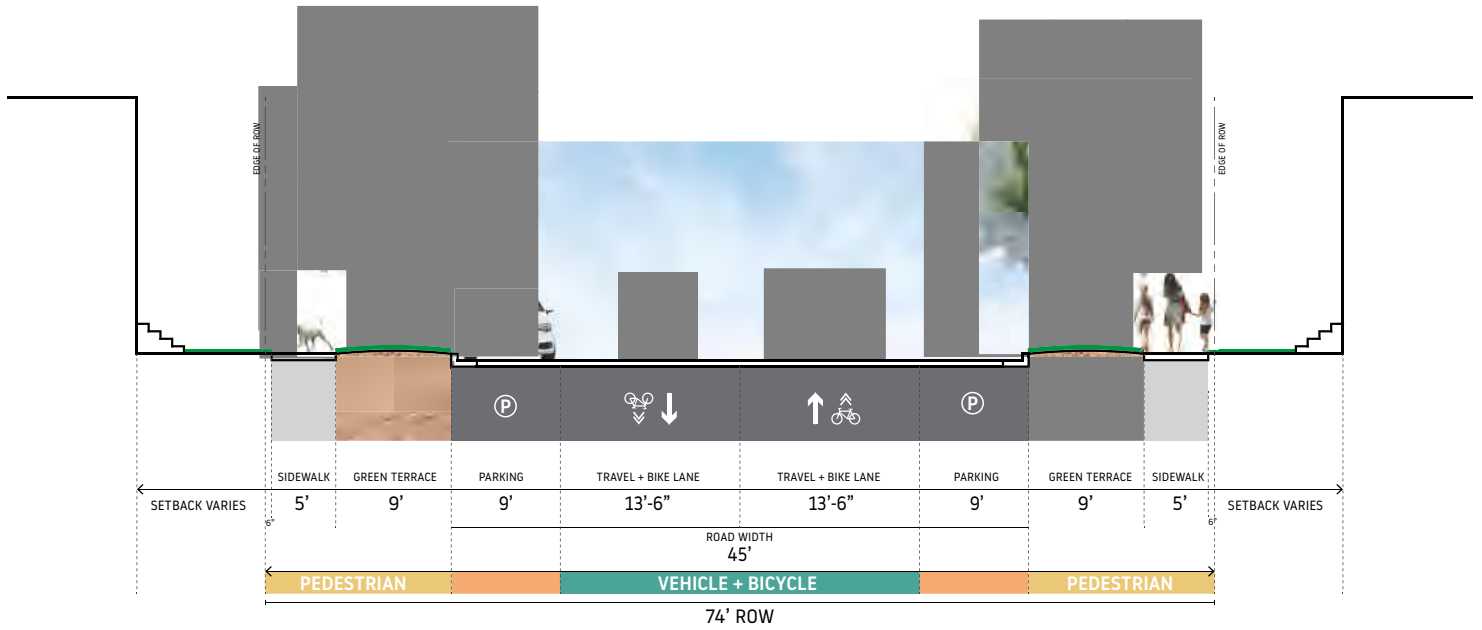 EDGE OF ROW
EDGE OF ROW
P
P
SIDEWALK
GREEN TERRACE
PARKING
TRAVEL + BIKE LANE
TRAVEL + BIKE LANE
PARKING
GREEN TERRACE
SIDEWALK
SETBACK VARIES
5’
9’
9’
13’-6”
13’-6”
9’
9’
5’
SETBACK VARIES
6”
6”
ROAD WIDTH
45’
PEDESTRIAN
VEHICLE + BICYCLE
PEDESTRIAN
74’ ROW